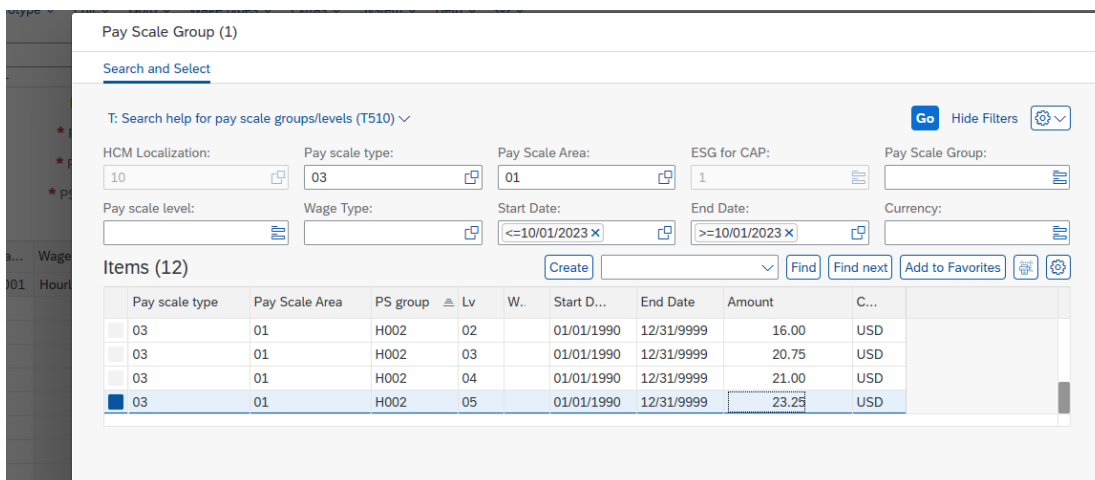 Pay Scale Group (1)
Search and Select
T: Search help for pay scale groups/levels (T510)
Go Hide Filters
HCM Localization: Pay scale type: Pay Scale Area: ESG for CAP: Pay Scale Group:
10 03 01 1
Pay scale level: Wage Type: Start Date: End Date: Currency:
<=10/01/2023 >=10/01/2023
a... Wage
Items (12) Create Find Find next Add to Favorites
001 Hourl
Pay scale type Pay Scale Area PS group Lv W.. Start D... End Date Amount C...
03 01 H002 02 01/01/1990 12/31/9999 16.00 USD
03 01 H002 03 01/01/1990 12/31/9999 20.75 USD
03 01 H002 04 01/01/1990 12/31/9999 21.00 USD
03 01 H002 05 01/01/1990 12/31/9999 23.25 USD